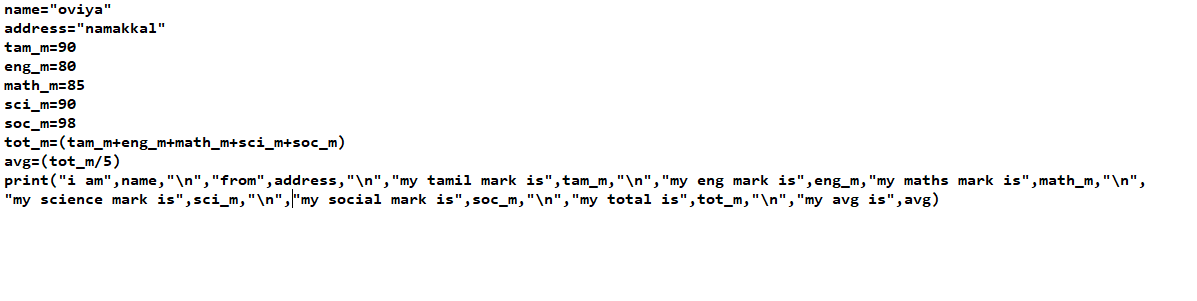 name="oviya"
address="namakkal"
tam_m=90
eng_m=80
math_m=85
sci_m=90
soc_m=98
tot_m=(tam_m+eng_m+math_m+sci_m+soc_m)
avg=(tot_m/5)
print("i am",name,"\n","from",address,"\n","my tamil mark is",tam_m,"\n","my eng mark is",eng_m,"my maths mark is",math_m,"\n",
"my science mark is",sci_m,"\n","my social mark is",soc_m,"\n","my total is",tot_m,"\n","my avg is",avg)